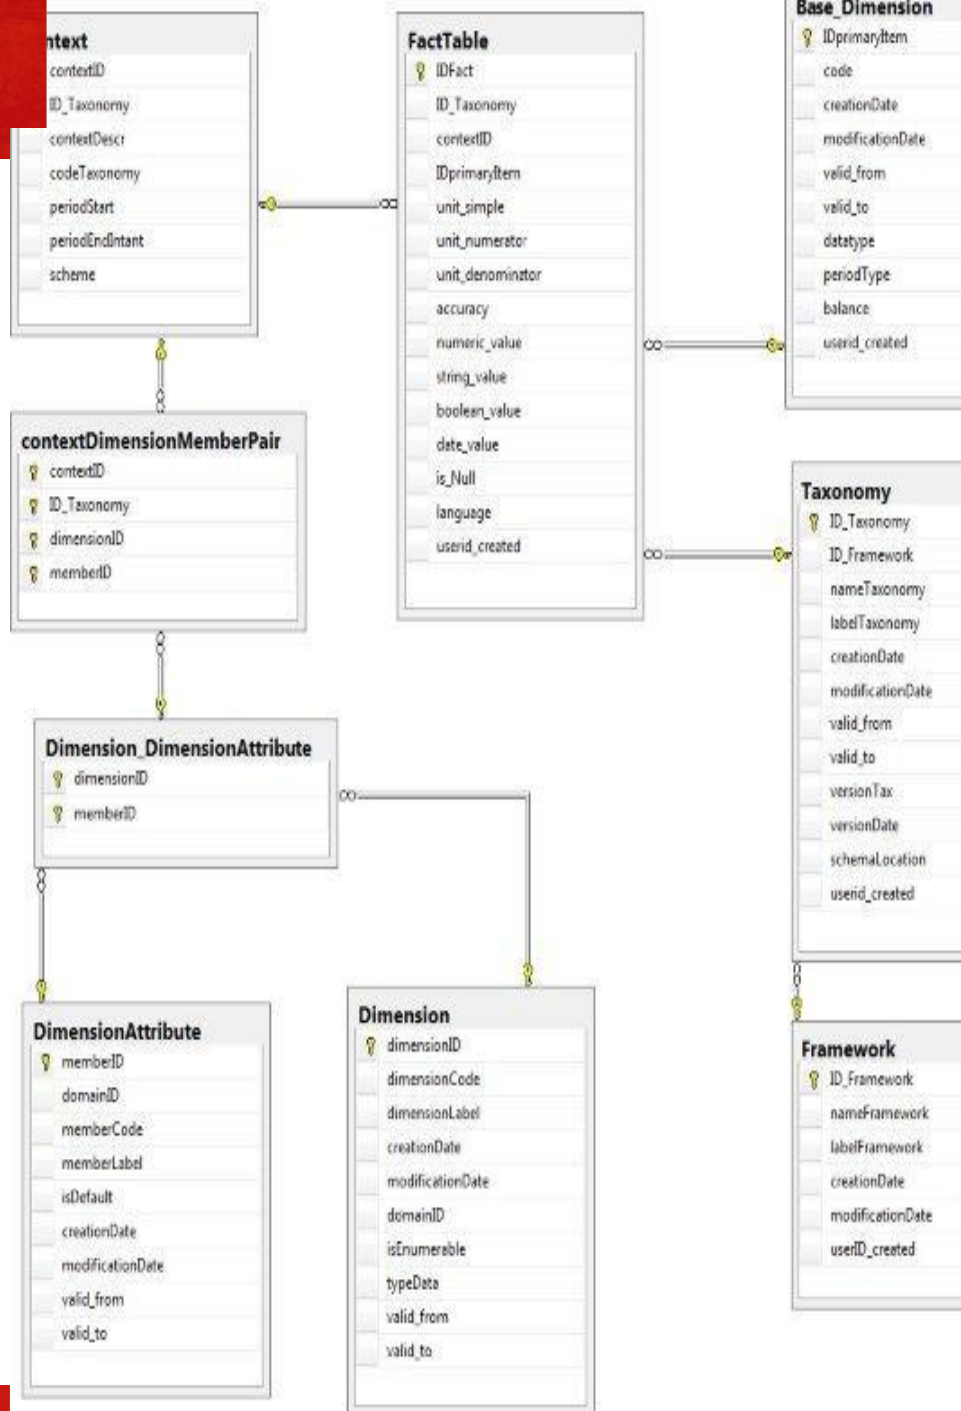 ntext
contextID
ID_Taxonomy
contextDescr
codeTaxonomy
periodStart
periodEndIntant
scheme
FactTable
IDFact
ID_Taxonomy
contextID
IDprimaryItem
unit_simple
unit_numerator
unit_denominator
accuracy
numeric_value
string_value
boolean_value
date_value
is_Null
language
userid_created
Base_Dimension
IDprimaryItem
code
creationDate
modificationDate
valid_from
valid_to
datatype
periodType
balance
userid_created
contextDimensionMemberPair
contextID
ID_Taxonomy
dimensionID
memberID
Taxonomy
ID_Taxonomy
ID_Framework
nameTaxonomy
labelTaxonomy
creationDate
modificationDate
valid_from
valid_to
versionTax
versionDate
schemaLocation
userid_created
Dimension_DimensionAttribute
dimensionID
memberID
DimensionAttribute
memberID
domainID
memberCode
memberLabel
isDefault
creationDate
modificationDate
valid_from
valid_to
Dimension
dimensionID
dimensionCode
dimensionLabel
creationDate
modificationDate
domainID
isEnumerable
typeData
valid_from
valid_to
Framework
ID_Framework
nameFramework
labelFramework
creationDate
modificationDate
userID_created